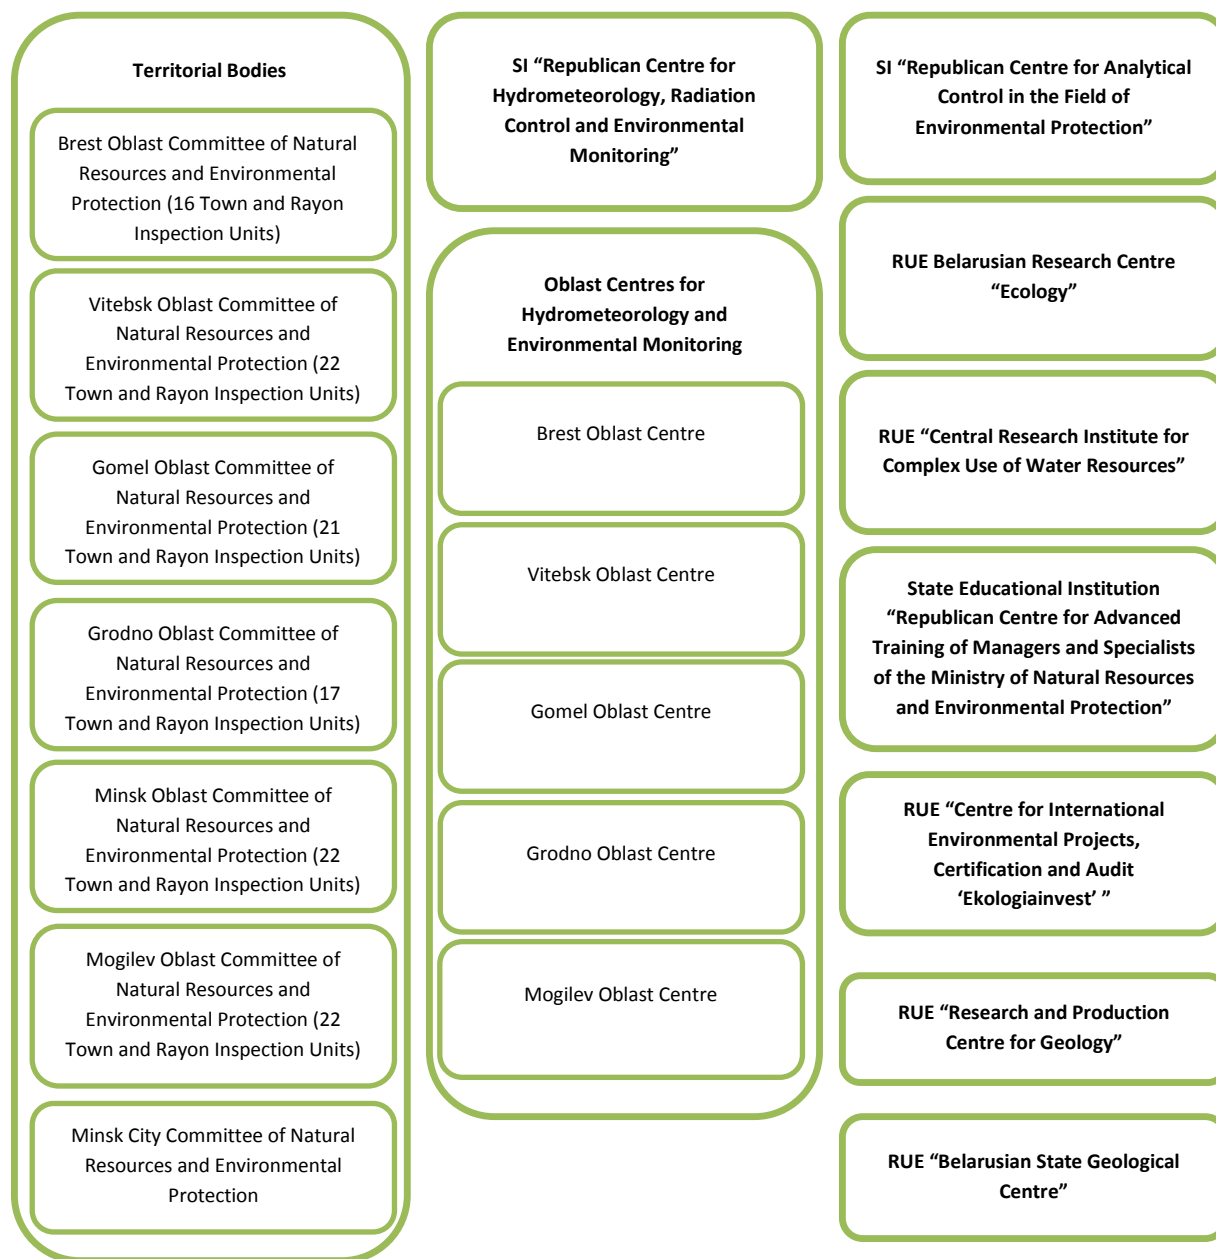 Territorial Bodies
Brest Oblast Committee of Natural
Resources and Environmental
Protection (16 Town and Rayon
Inspection Units)
Vitebsk Oblast Committee of
Natural Resources and
Environmental Protection (22
Town and Rayon Inspection Units)
Gomel Oblast Committee of
Natural Resources and
Environmental Protection (21
Town and Rayon Inspection Units)
Grodno Oblast Committee of
Natural Resources and
Environmental Protection (17
Town and Rayon Inspection Units)
Minsk Oblast Committee of
Natural Resources and
Environmental Protection (22
Town and Rayon Inspection Units)
Mogilev Oblast Committee of
Natural Resources and
Environmental Protection (22
Town and Rayon Inspection Units)
Minsk City Committee of Natural
Resources and Environmental
Protection
SI “Republican Centre for
Hydrometeorology, Radiation
Control and Environmental
Monitoring”
Oblast Centres for
Hydrometeorology and
Environmental Monitoring
Brest Oblast Centre
Vitebsk Oblast Centre
Gomel Oblast Centre
Grodno Oblast Centre
Mogilev Oblast Centre
SI “Republican Centre for Analytical
Control in the Field of
Environmental Protection”
RUE Belarusian Research Centre
“Ecology”
RUE “Central Research Institute for
Complex Use of Water Resources”
State Educational Institution
“Republican Centre for Advanced
Training of Managers and Specialists
of the Ministry of Natural Resources
and Environmental Protection”
RUE “Centre for International
Environmental Projects,
Certification and Audit
‘Ekologiainvest’ ”
RUE “Research and Production
Centre for Geology”
RUE “Belarusian State Geological
Centre”